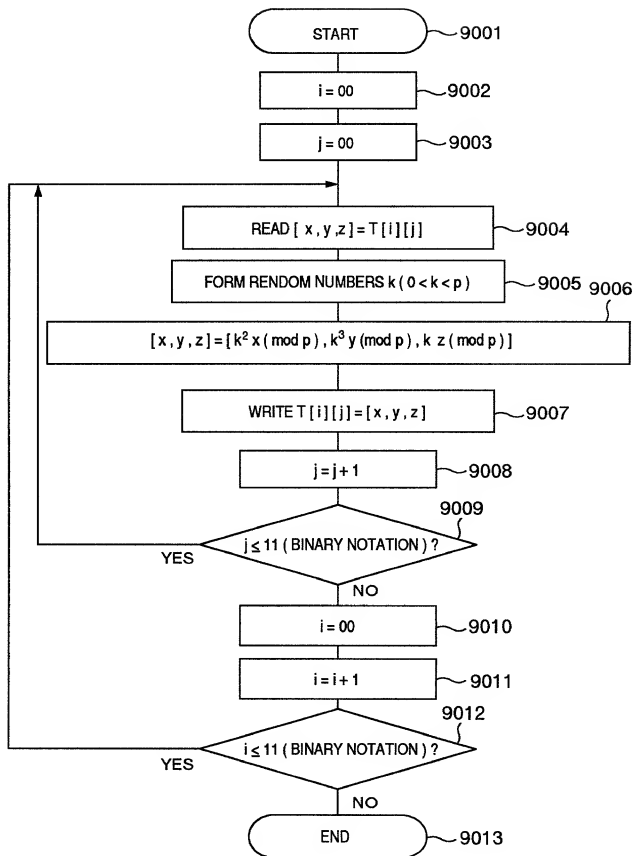 START 9001
i = 00 9002
j = 00 9003
READ [ x , y , z ] = T [ i ] [ j ] 9004
FORM RENDOM NUMBERS k ( 0 < k < p ) 9005
9006
[ x , y , z ] = [ k² x ( mod p ) , k³ y ( mod p ) , k z ( mod p ) ]
WRITE T [ i ] [ j ] = [ x , y , z ] 9007
j = j + 1 9008
9009
j ≤ 11 ( BINARY NOTATION ) ?
YES
NO
i = 00 9010
i = i + 1 9011
9012
i ≤ 11 ( BINARY NOTATION ) ?
YES
NO
END 9013